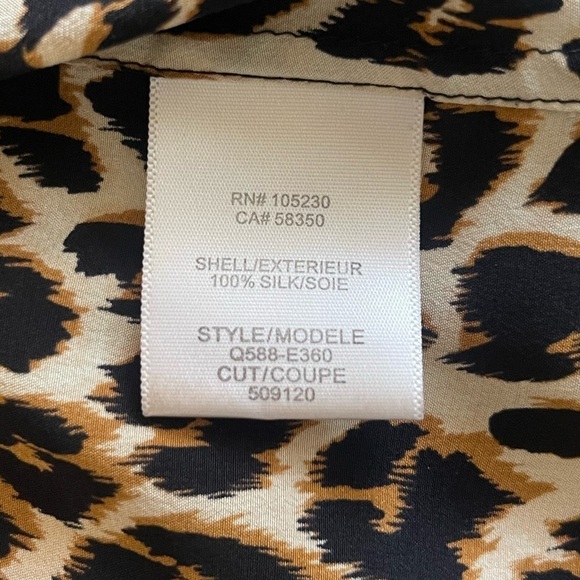 RN# 105230
CA# 58350
SHELL/EXTERIEUR
100% SILK/SOIE
STYLE/MODELE
Q588-E360
CUT/COUPE
509120